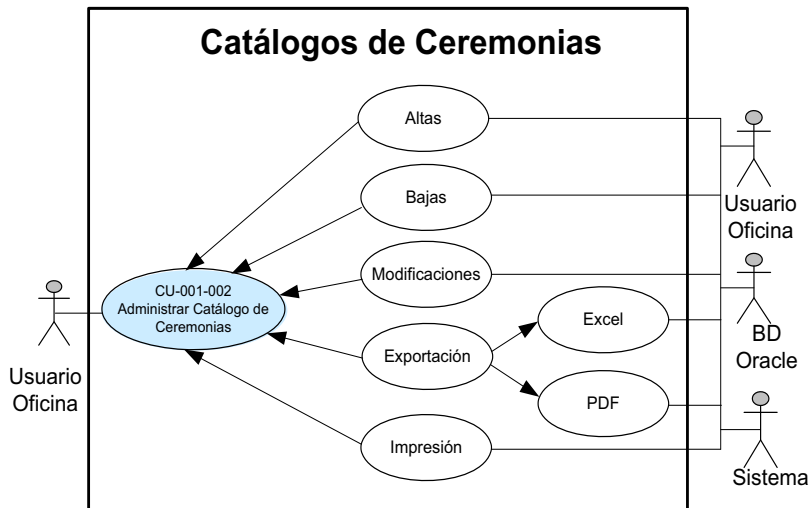 Catálogos de Ceremonias
Altas
Bajas
Modificaciones
Exportación
Impresión
Excel
PDF
CU-001-002
Administrar Catálogo de
Ceremonias
Usuario
Oficina
Usuario
Oficina
BD
Oracle
Sistema